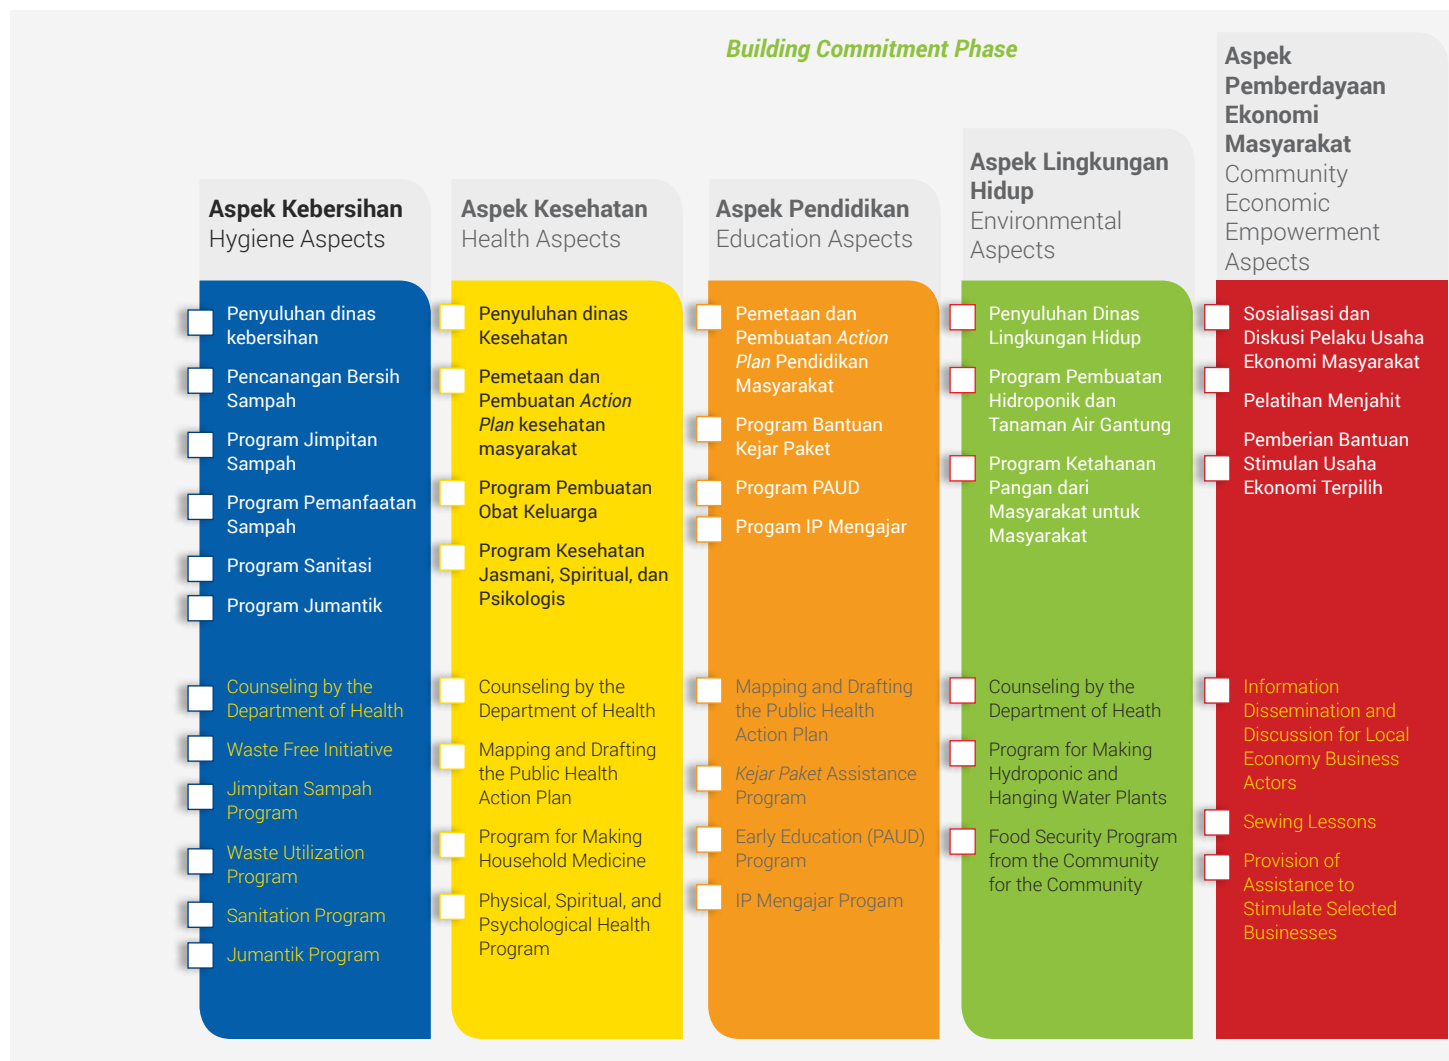 Building Commitment Phase
Aspek Kebersihan
Hygiene Aspects
Penyuluhan dinas
kebersihan
Pencanangan Bersih
Sampah
Program Jimpitan
Sampah
Program Pemanfaatan
Sampah
Program Sanitasi
Program Jumantik
Counseling by the
Department of Health
Waste Free Initiative
Jimpitan Sampah
Program
Waste Utilization
Program
Sanitation Program
Jumantik Program
Aspek Kesehatan
Health Aspects
Penyuluhan dinas
Kesehatan
Pemetaan dan
Pembuatan Action
Plan kesehatan
masyarakat
Program Pembuatan
Obat Keluarga
Program Kesehatan
Jasmani, Spiritual, dan
Psikologis
Counseling by the
Department of Health
Mapping and Drafting
the Public Health
Action Plan
Program for Making
Household Medicine
Physical, Spiritual, and
Psychological Health
Program
Aspek Pendidikan
Education Aspects
Pemetaan dan
Pembuatan Action
Plan Pendidikan
Masyarakat
Program Bantuan
Kejar Paket
Program PAUD
Progam IP Mengajar
Mapping and Drafting
the Public Health
Action Plan
Kejar Paket Assistance
Program
Early Education (PAUD)
Program
IP Mengajar Progam
Aspek Lingkungan
Hidup
Environmental
Aspects
Penyuluhan Dinas
Lingkungan Hidup
Program Pembuatan
Hidroponik dan
Tanaman Air Gantung
Program Ketahanan
Pangan dari
Masyarakat untuk
Masyarakat
Counseling by the
Department of Heath
Program for Making
Hydroponic and
Hanging Water Plants
Food Security Program
from the Community
for the Community
Aspek
Pemberdayaan
Ekonomi
Masyarakat
Community
Economic
Empowerment
Aspects
Sosialisasi dan
Diskusi Pelaku Usaha
Ekonomi Masyarakat
Pelatihan Menjahit
Pemberian Bantuan
Stimulan Usaha
Ekonomi Terpilih
Information
Dissemination and
Discussion for Local
Economy Business
Actors
Sewing Lessons
Provision of
Assistance to
Stimulate Selected
Businesses